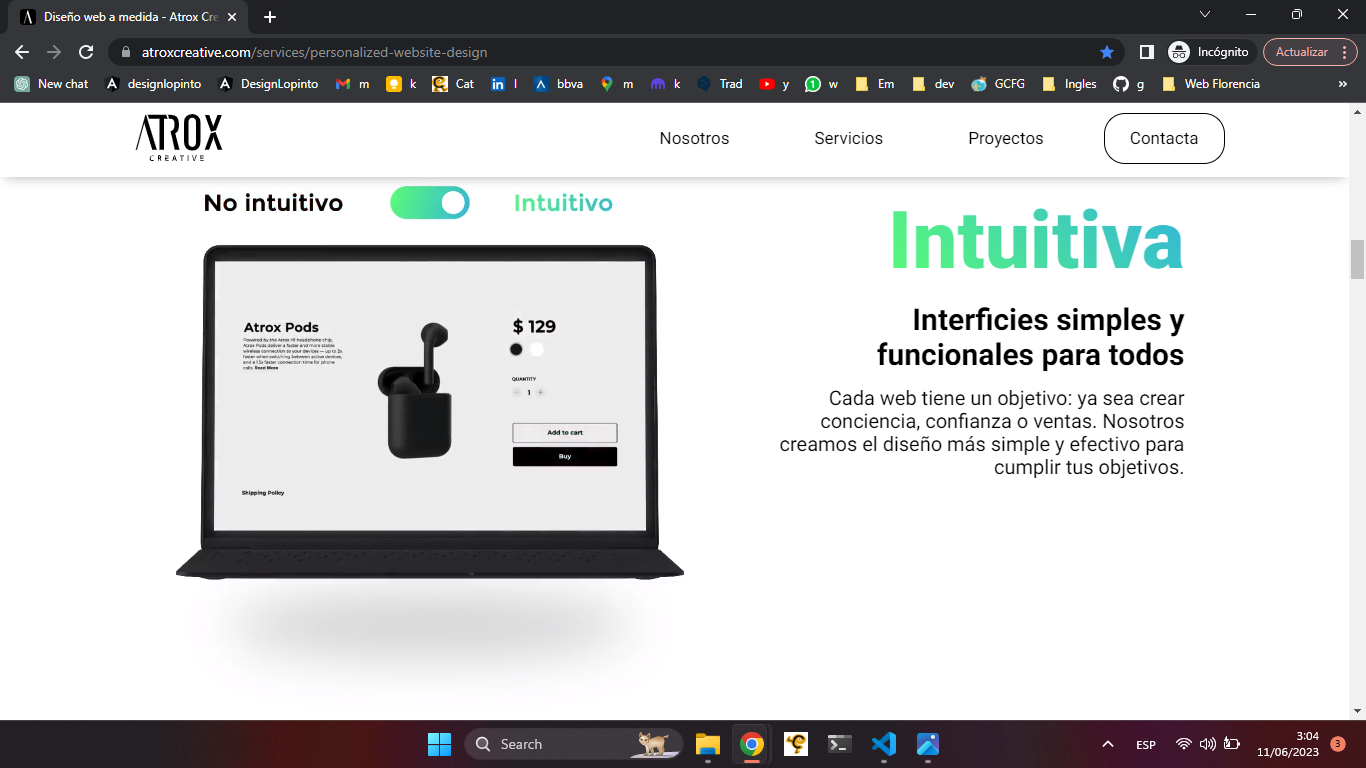 Diseño web a medida - Atrox Cre
atroxcreative.com/services/personalized-website-design
Incógnito
Actualizar
New chat
designlopinto
DesignLopinto
m
k
Cat
l
bbva
m
k
Trad
y
w
Em
dev
GCFG
Ingles
g
Web Florencia
»
ATROX
CREATIVE
Nosotros
Servicios
Proyectos
Contacta
No intuitivo
Intuitivo
Atrox Pods
Powered by the Atrox H1 headphone chip,
Atrox Pods deliver a faster and more stable
wireless connection to your devices — up to 2x
faster when switching between active devices,
and a 1.5x faster connection time for phone
calls. Read More
$ 129
QUANTITY
- 1 +
Add to cart
Buy
Shipping Policy
Intuitiva
Interficies simples y
funcionales para todos
Cada web tiene un objetivo: ya sea crear
conciencia, confianza o ventas. Nosotros
creamos el diseño más simple y efectivo para
cumplir tus objetivos.
Search
ESP
3:04
11/06/2023
3